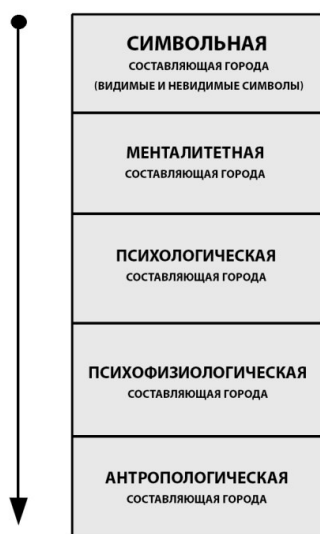 СИМВОЛЬНАЯ
СОСТАВЛЯЮЩАЯ ГОРОДА
(ВИДИМЫЕ И НЕВИДИМЫЕ СИМВОЛЫ)
МЕНТАЛИТЕТНАЯ
СОСТАВЛЯЮЩАЯ ГОРОДА
ПСИХОЛОГИЧЕСКАЯ
СОСТАВЛЯЮЩАЯ ГОРОДА
ПСИХОФИЗИОЛОГИЧЕСКАЯ
СОСТАВЛЯЮЩАЯ ГОРОДА
АНТРОПОЛОГИЧЕСКАЯ
СОСТАВЛЯЮЩАЯ ГОРОДА